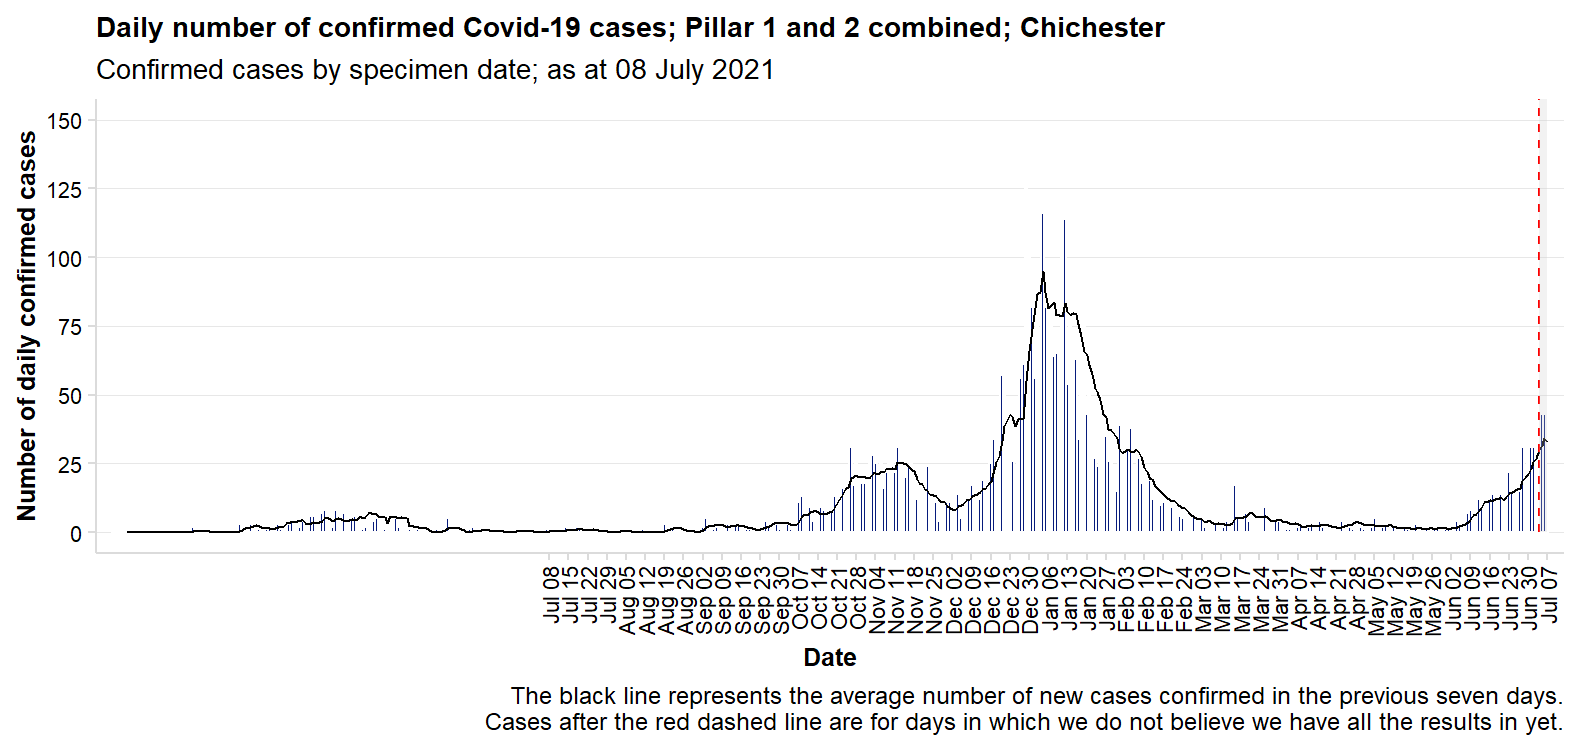 Daily number of confirmed Covid-19 cases; Pillar 1 and 2 combined; Chichester
Confirmed cases by specimen date; as at 08 July 2021
Number of daily confirmed cases
150
125
100
75
50
25
0
Jul 08
Jul 15
Jul 22
Jul 29
Aug 05
Aug 12
Aug 19
Aug 26
Sep 02
Sep 09
Sep 16
Sep 23
Sep 30
Oct 07
Oct 14
Oct 21
Oct 28
Nov 04
Nov 11
Nov 18
Nov 25
Dec 02
Dec 09
Dec 16
Dec 23
Dec 30
Jan 06
Jan 13
Jan 20
Jan 27
Feb 03
Feb 10
Feb 17
Feb 24
Mar 03
Mar 10
Mar 17
Mar 24
Mar 31
Apr 07
Apr 14
Apr 21
Apr 28
May 05
May 12
May 19
May 26
Jun 02
Jun 09
Jun 16
Jun 23
Jun 30
Jul 07
Date
The black line represents the average number of new cases confirmed in the previous seven days.
Cases after the red dashed line are for days in which we do not believe we have all the results in yet.